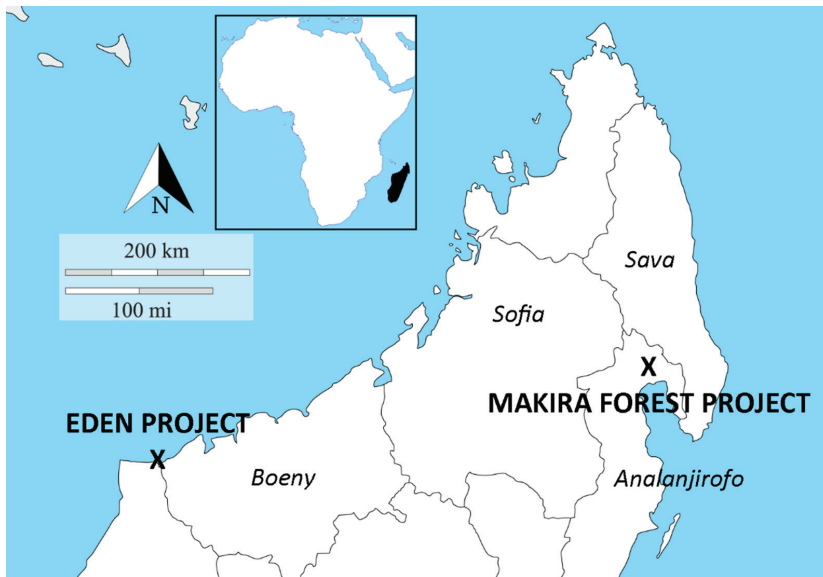 N
200 km
100 mi
Sava
Sofia
X
MAKIRA FOREST PROJECT
EDEN PROJECT
X
Boeny
Analanjirofo